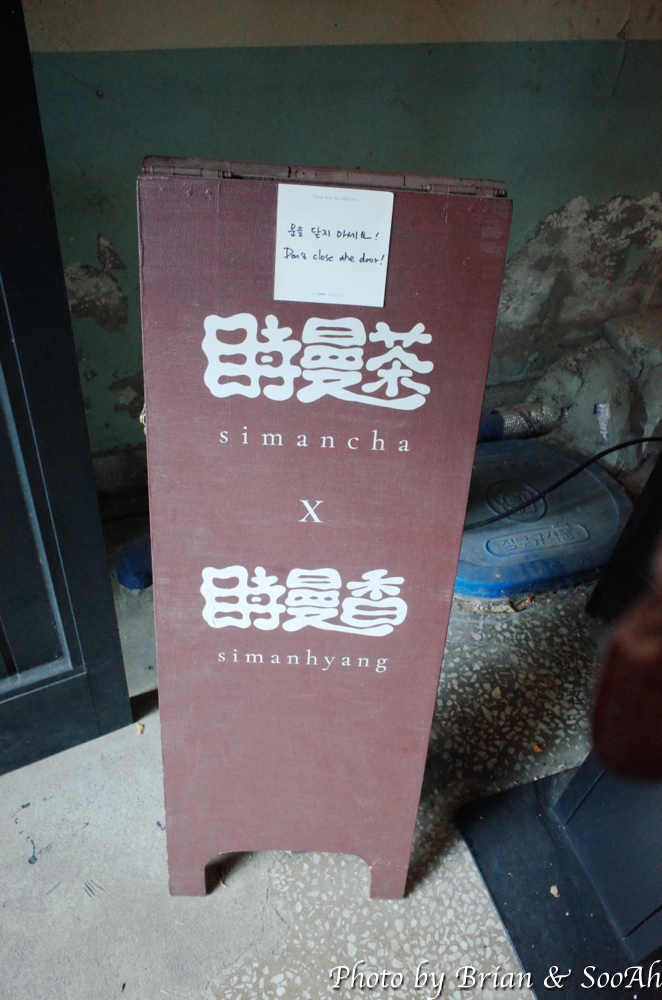 문을 닫지 마세요!
Don't close the door!
時曼茶
simancha
x
時曼香
simanhyang
Photo by Brian & SooAh